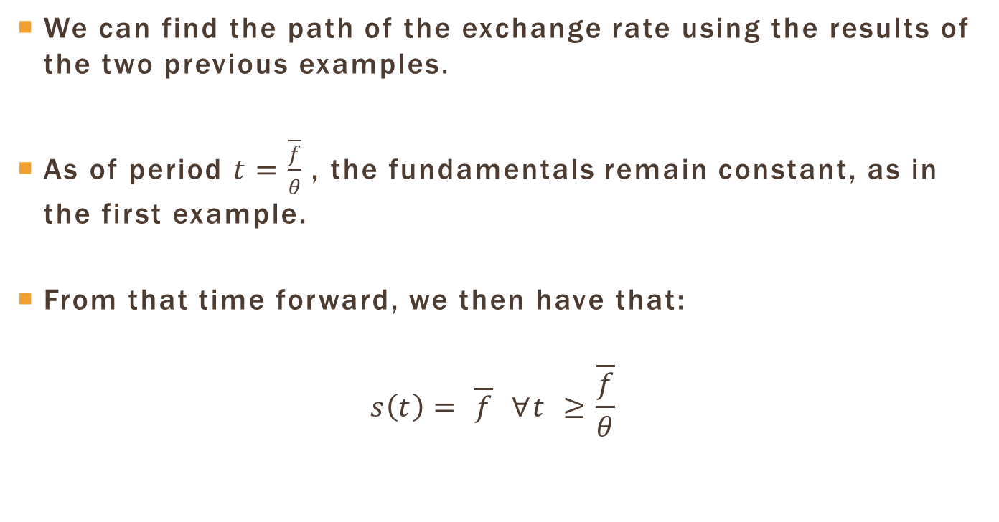 ▪ We can find the path of the exchange rate using the results of
the two previous examples.
▪ As of period $t = \frac{\overline{f}}{\theta}$ , the fundamentals remain constant, as in
the first example.
▪ From that time forward, we then have that:
$s(t) = \overline{f} \ \forall t \ \geq \frac{\overline{f}}{\theta}$